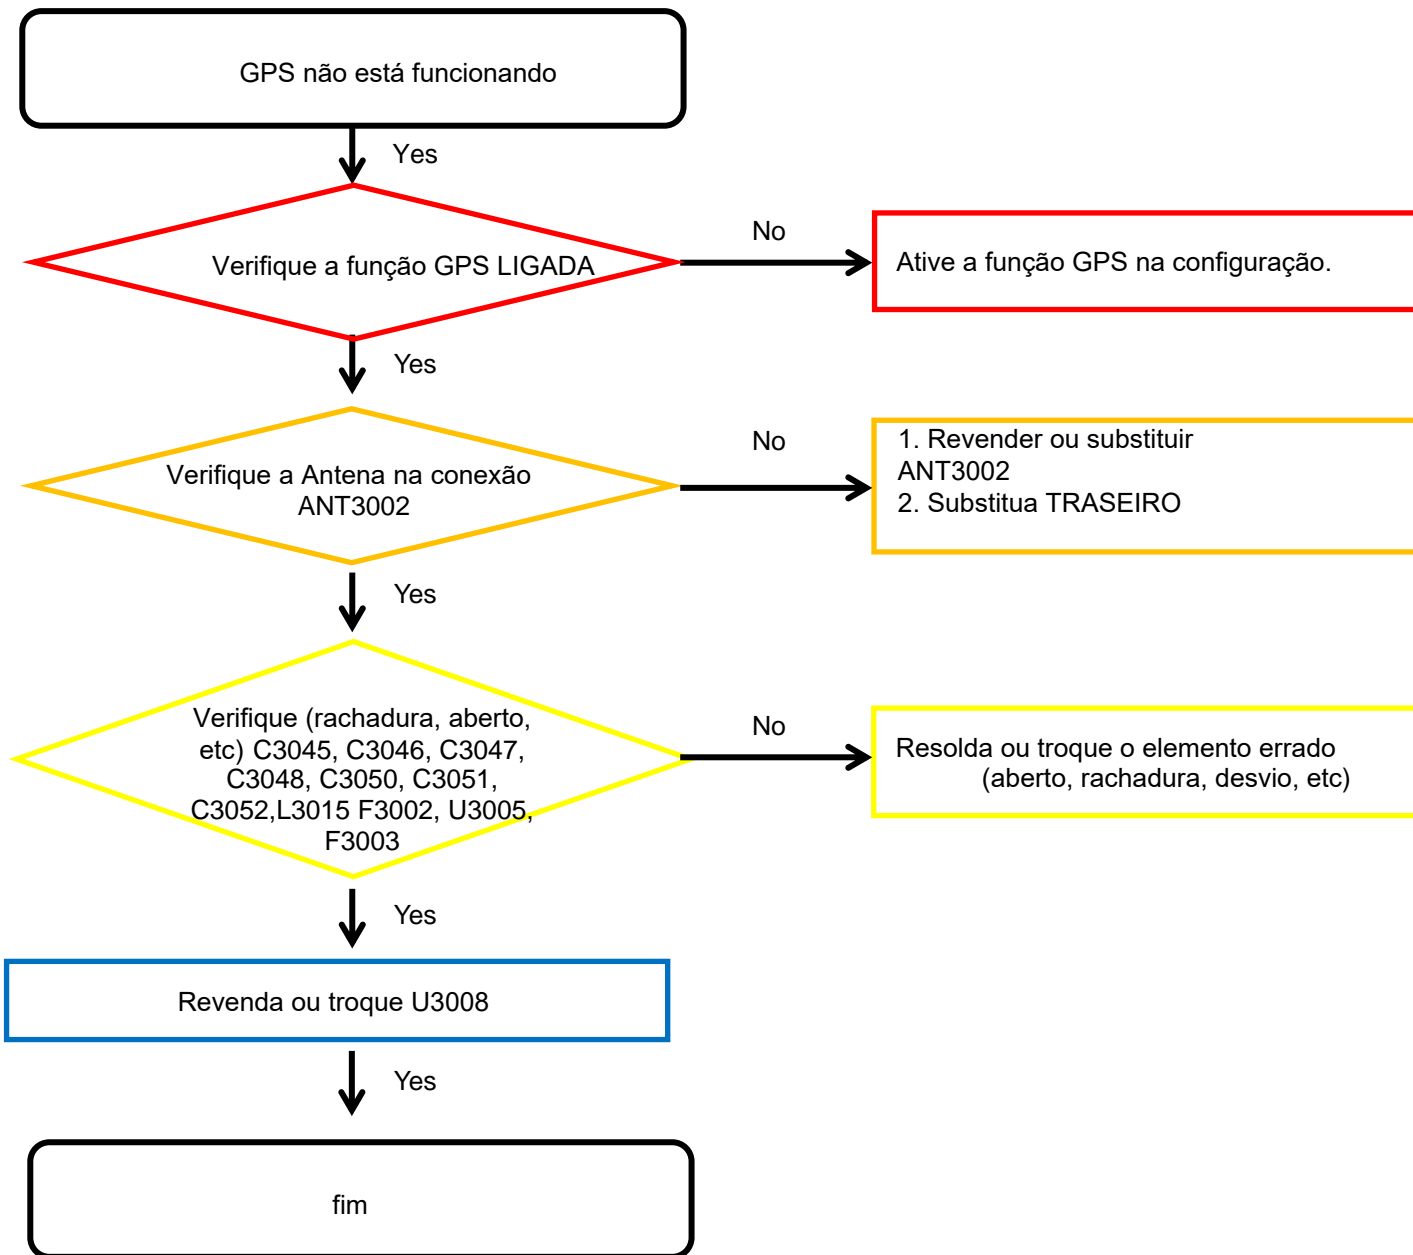 GPS não está funcionando
Yes
Verifique a função GPS LIGADA
No
Ative a função GPS na configuração.
Yes
Verifique a Antena na conexão
ANT3002
No
1. Revender ou substituir
ANT3002
2. Substitua TRASEIRO
Yes
Verifique (rachadura, aberto,
etc) C3045, C3046, C3047,
C3048, C3050, C3051,
C3052,L3015 F3002, U3005,
F3003
No
Resolda ou troque o elemento errado
(aberto, rachadura, desvio, etc)
Yes
Revenda ou troque U3008
Yes
fim